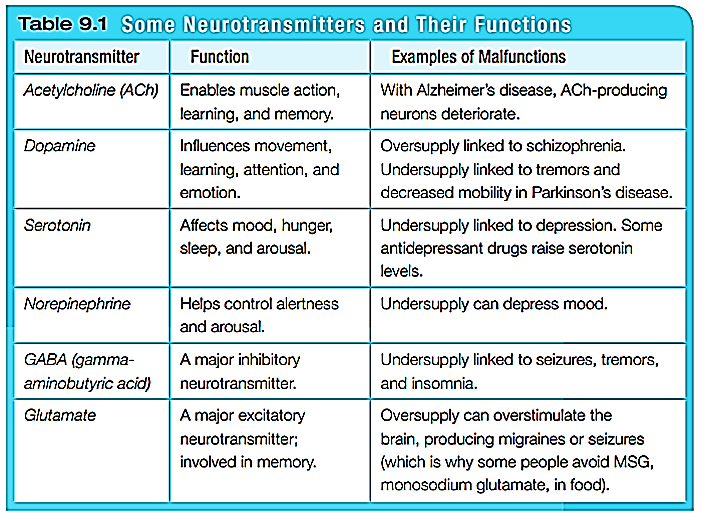 Table 9.1 Some Neurotransmitters and Their Functions
Neurotransmitter Function Examples of Malfunctions
Acetylcholine (ACh) Enables muscle action, With Alzheimer's disease, ACh-producing
learning, and memory. neurons deteriorate.
Dopamine Influences movement, Oversupply linked to schizophrenia.
learning, attention, and Undersupply linked to tremors and
emotion. decreased mobility in Parkinson's disease.
Serotonin Affects mood, hunger, Undersupply linked to depression. Some
sleep, and arousal. antidepressant drugs raise serotonin
levels.
Norepinephrine Helps control alertness Undersupply can depress mood.
and arousal.
GABA (gamma- A major inhibitory Undersupply linked to seizures, tremors,
aminobutyric acid) neurotransmitter. and insomnia.
Glutamate A major excitatory Oversupply can overstimulate the
neurotransmitter; brain, producing migraines or seizures
involved in memory. (which is why some people avoid MSG,
monosodium glutamate, in food).